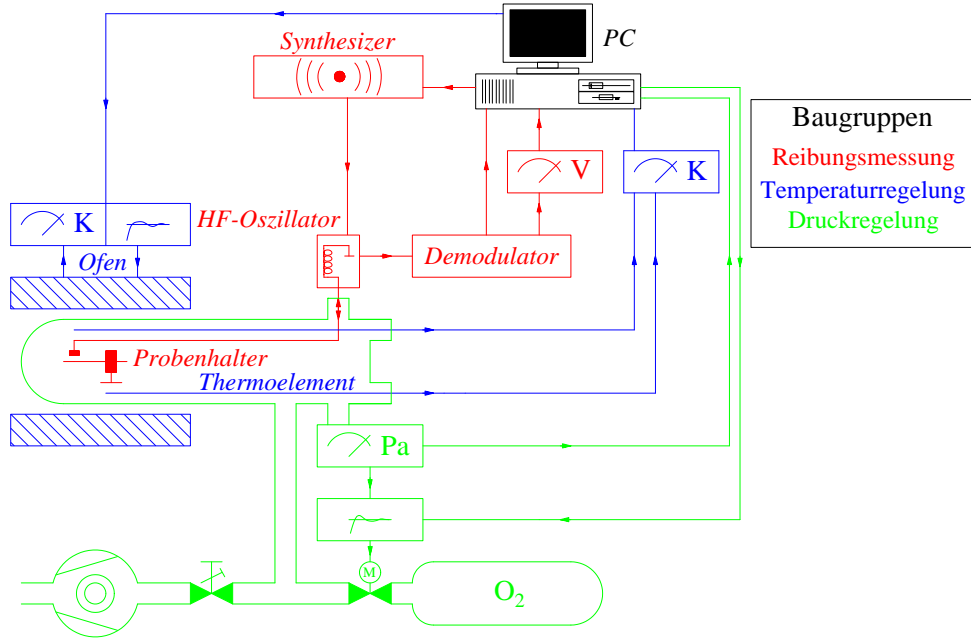 Synthesizer
PC
Baugruppen
Reibungsmessung
Temperaturregelung
Druckregelung
V
K
K
HF-Oszillator
Ofen
Demodulator
Probenhalter
Thermoelement
Pa
M
O₂